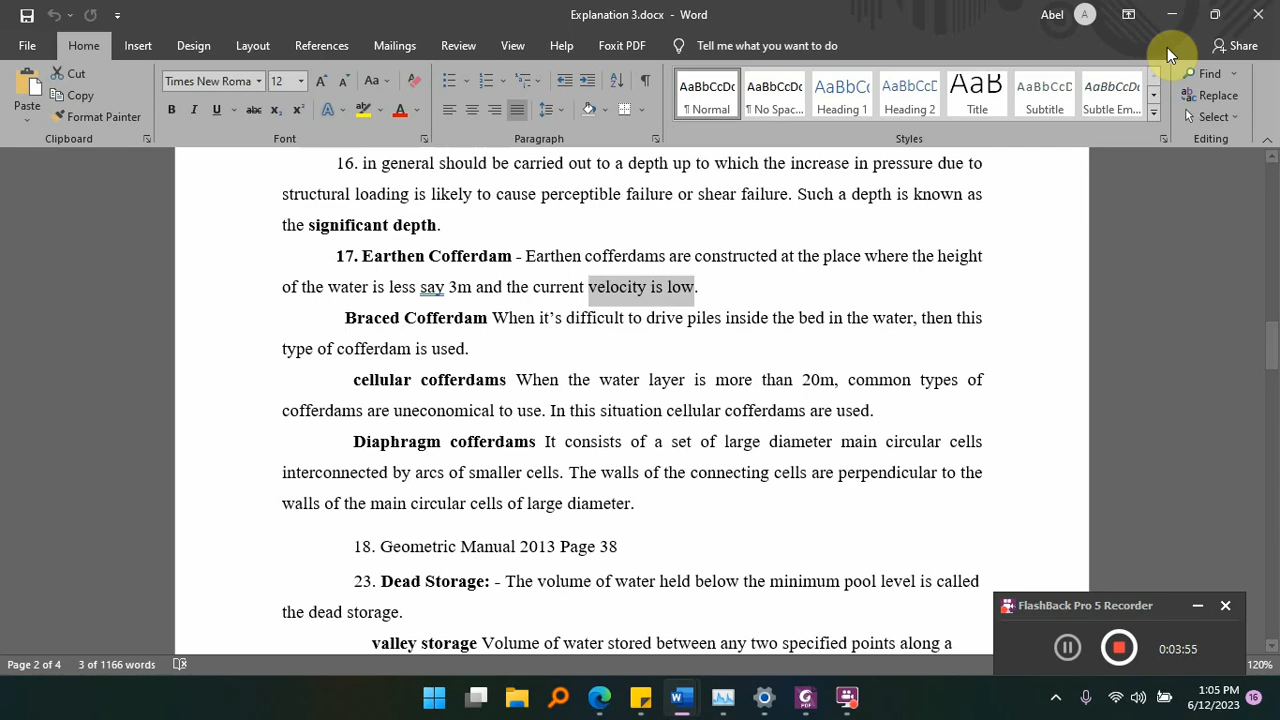 Explanation 3.docx - Word
Abel A
File Home Insert Design Layout References Mailings Review View Help Foxit PDF Tell me what you want to do Share
Paste Cut Copy Format Painter
Times New Roma 12 Aa
B I U abc x₂ x² A A
AaBbCcDc AaBbCcDc AaBbCc AaBbCcD AaB AaBbCcD AaBbCcDc
¶ Normal ¶ No Spac... Heading 1 Heading 2 Title Subtitle Subtle Em...
Find
Replace
Select
Clipboard Font Paragraph Styles Editing
16. in general should be carried out to a depth up to which the increase in pressure due to
structural loading is likely to cause perceptible failure or shear failure. Such a depth is known as
the significant depth.
17. Earthen Cofferdam - Earthen cofferdams are constructed at the place where the height
of the water is less say 3m and the current velocity is low.
Braced Cofferdam When it’s difficult to drive piles inside the bed in the water, then this
type of cofferdam is used.
cellular cofferdams When the water layer is more than 20m, common types of
cofferdams are uneconomical to use. In this situation cellular cofferdams are used.
Diaphragm cofferdams It consists of a set of large diameter main circular cells
interconnected by arcs of smaller cells. The walls of the connecting cells are perpendicular to the
walls of the main circular cells of large diameter.
18. Geometric Manual 2013 Page 38
23. Dead Storage: - The volume of water held below the minimum pool level is called
the dead storage.
valley storage Volume of water stored between any two specified points along a
FlashBack Pro 5 Recorder
0:03:55
Page 2 of 4 3 of 1166 words 120%
1:05 PM
6/12/2023
16